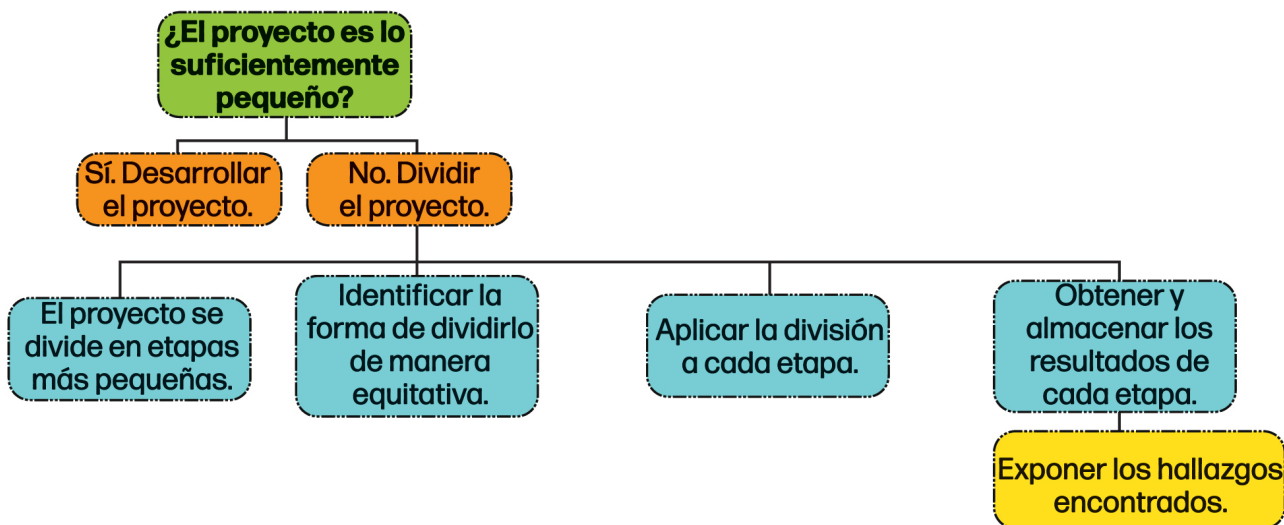 ¿El proyecto es lo
suficientemente
pequeño?
Sí. Desarrollar
el proyecto.
No. Dividir
el proyecto.
El proyecto se
divide en etapas
más pequeñas.
Identificar la
forma de dividirlo
de manera
equitativa.
Aplicar la división
a cada etapa.
Obtener y
almacenar los
resultados de
cada etapa.
Exponer los hallazgos
encontrados.